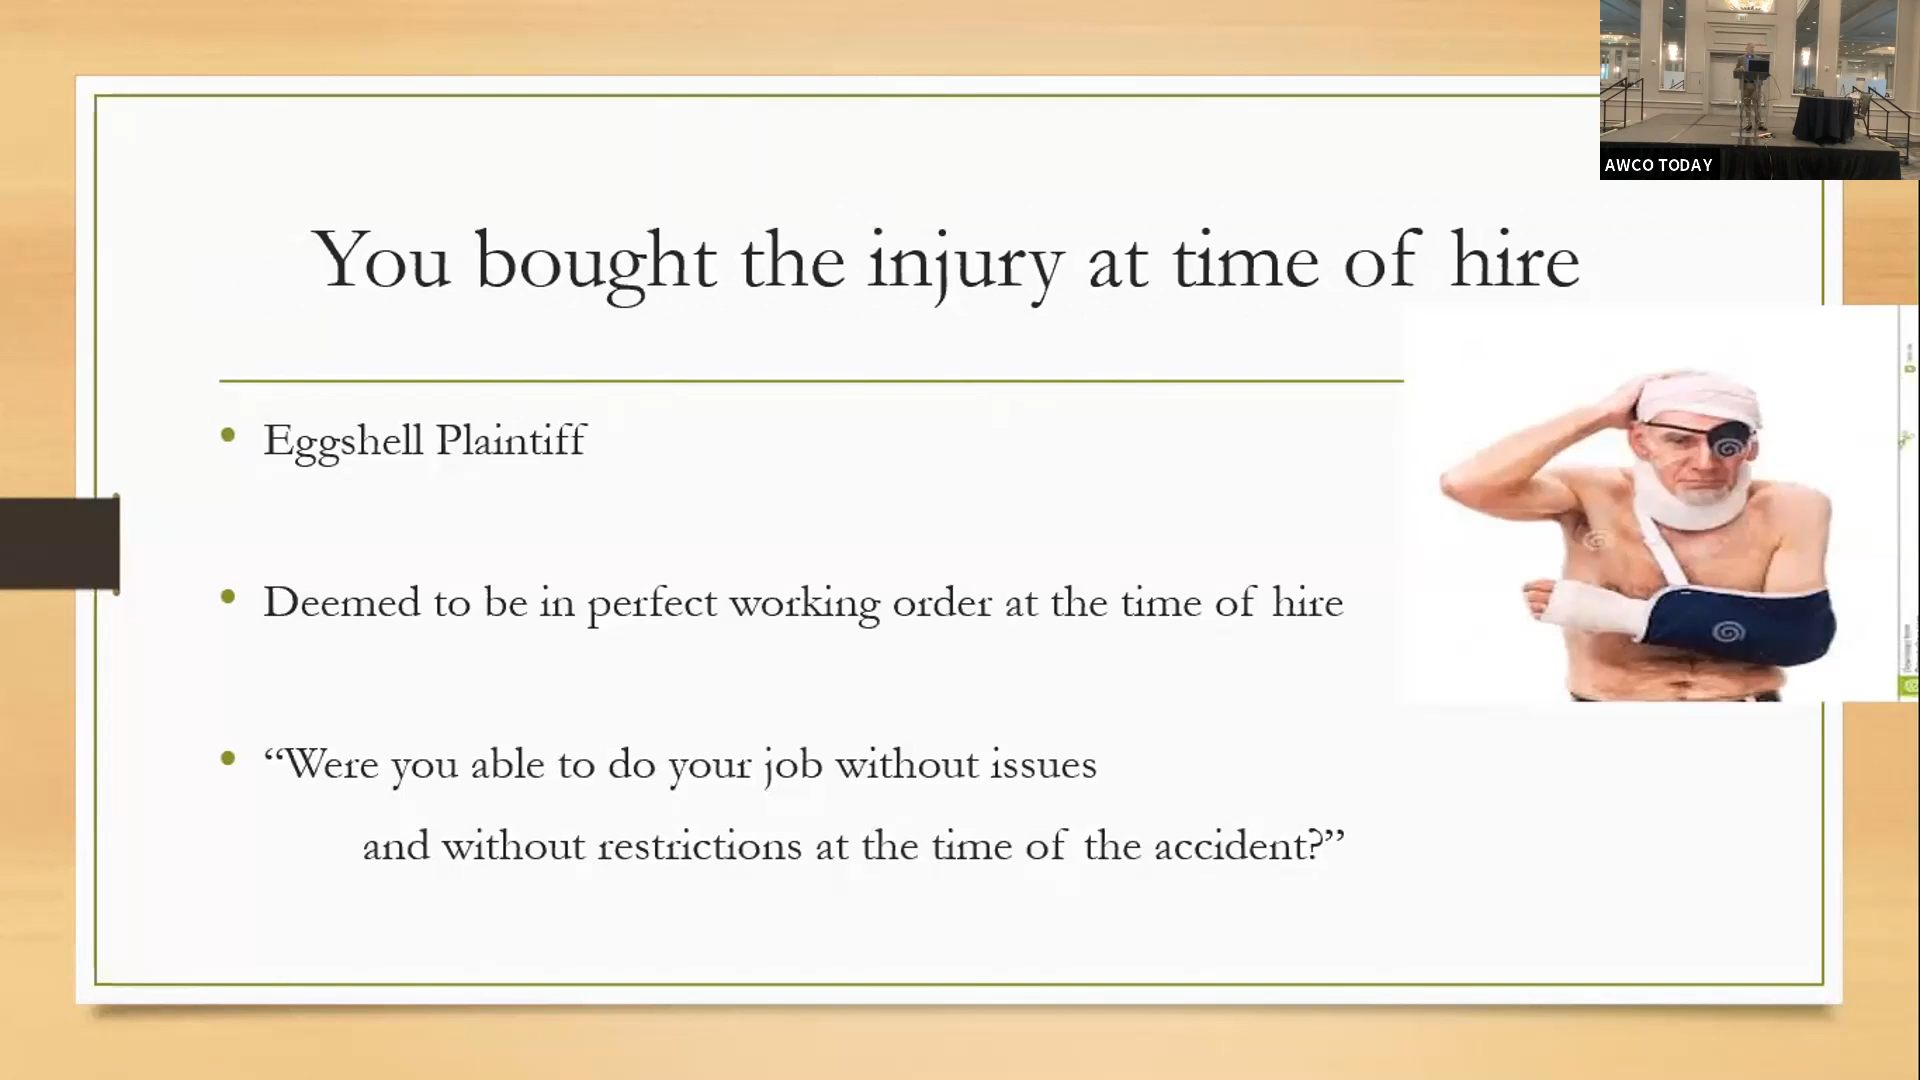 AWCO TODAY
You bought the injury at time of hire
• Eggshell Plaintiff
• Deemed to be in perfect working order at the time of hire
• “Were you able to do your job without issues
and without restrictions at the time of the accident?”